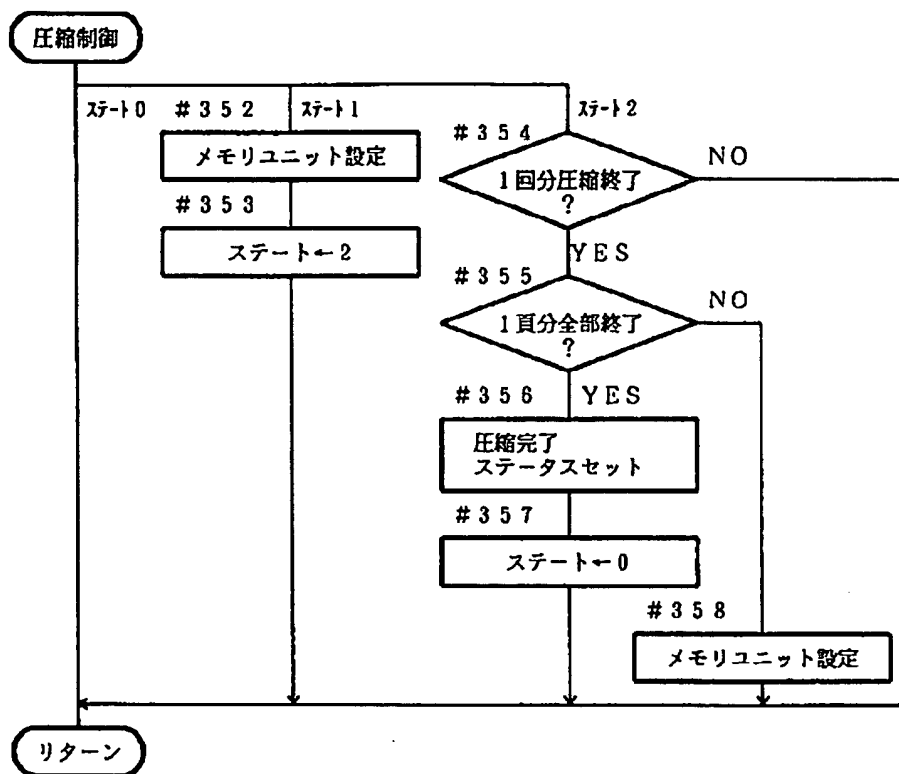 圧縮制御
ステート0
#352
ステート1
メモリユニット設定
#353
ステート←2
ステート2
#354
1回分圧縮終了
?
NO
YES
#355
1頁分全部終了
?
NO
#356
YES
圧縮完了
ステータスセット
#357
ステート←0
#358
メモリユニット設定
リターン